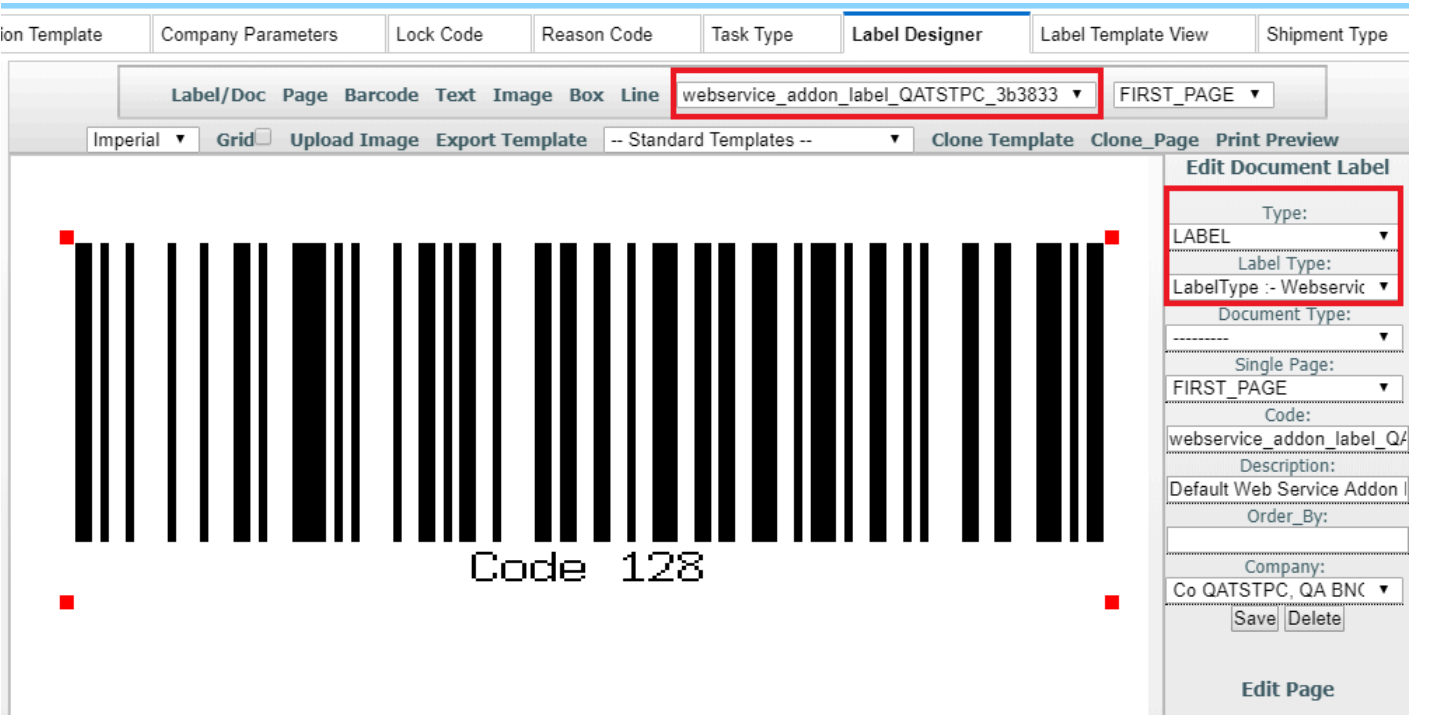 ion Template Company Parameters Lock Code Reason Code Task Type Label Designer Label Template View Shipment Type
Label/Doc Page Barcode Text Image Box Line webservice_addon_label_QATSTPC_3b3833 FIRST_PAGE
Imperial Grid Upload Image Export Template -- Standard Templates -- Clone Template Clone_Page Print Preview
Edit Document Label
Type:
LABEL
Label Type:
LabelType :- Webservic
Document Type:
---------
Single Page:
FIRST_PAGE
Code:
webservice_addon_label_QA
Description:
Default Web Service Addon l
Order_By:
Company:
Co QATSTPC, QA BNC
Save Delete
Edit Page
Code 128